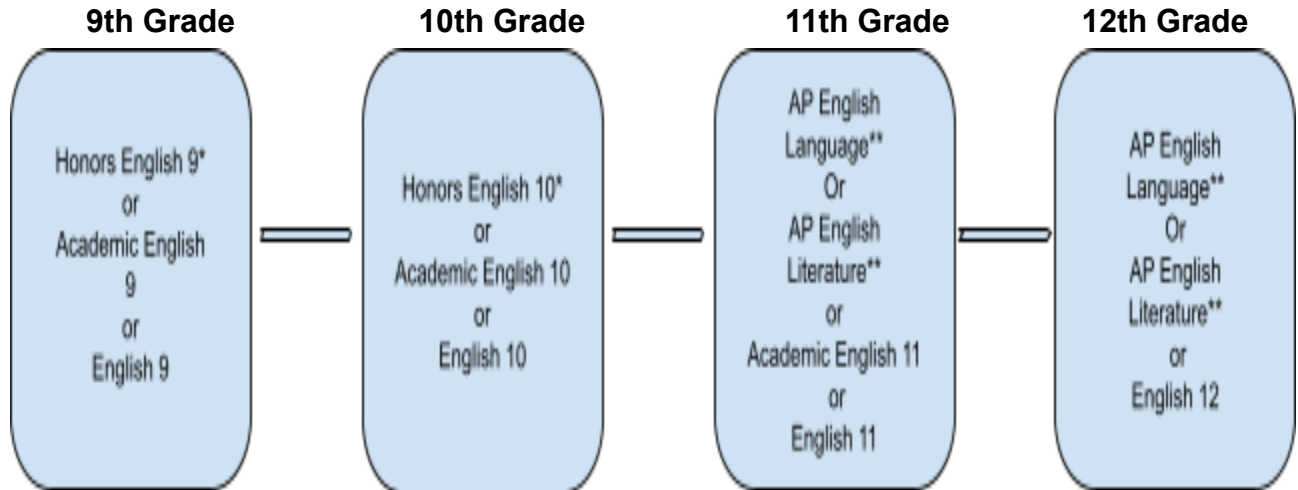 9th Grade
10th Grade
11th Grade
12th Grade
Honors English 9*
or
Academic English
9
or
English 9
Honors English 10*
or
Academic English 10
or
English 10
AP English
Language**
Or
AP English
Literature**
or
Academic English 11
or
English 11
AP English
Language**
Or
AP English
Literature**
or
English 12